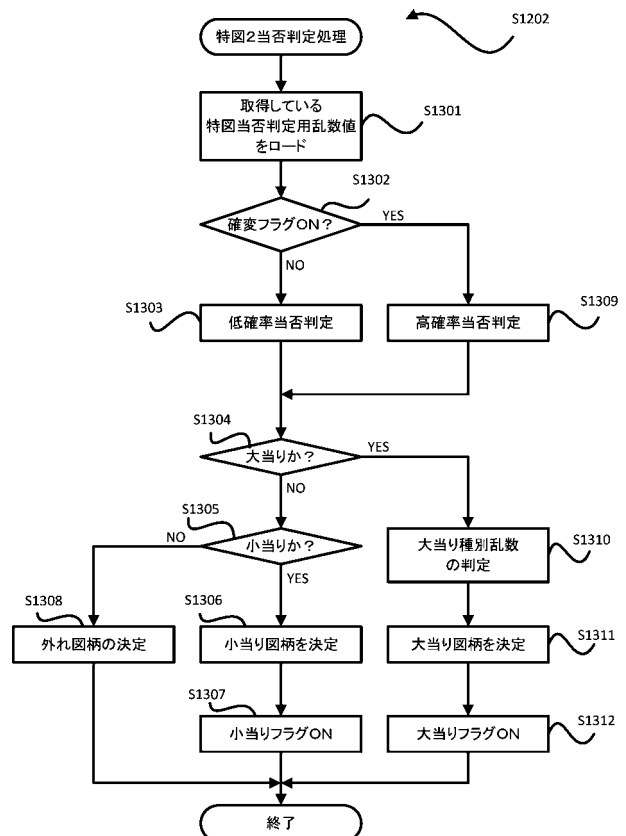 S1202
特図2当否判定処理
取得している
特図当否判定用乱数値
をロード
S1301
S1302
確変フラグON?
YES
NO
S1303
低確率当否判定
高確率当否判定
S1309
S1304
大当りか?
YES
NO
S1305
小当りか?
NO
YES
大当り種別乱数
の判定
S1310
S1308
外れ図柄の決定
S1306
小当り図柄を決定
大当り図柄を決定
S1311
S1307
小当りフラグON
大当りフラグON
S1312
終了